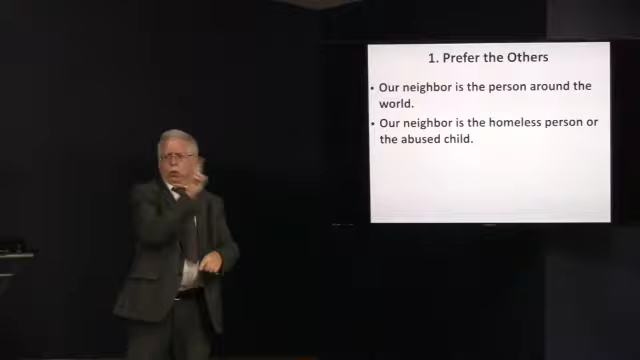 1. Prefer the Others
• Our neighbor is the person around the
world.
• Our neighbor is the homeless person or
the abused child.